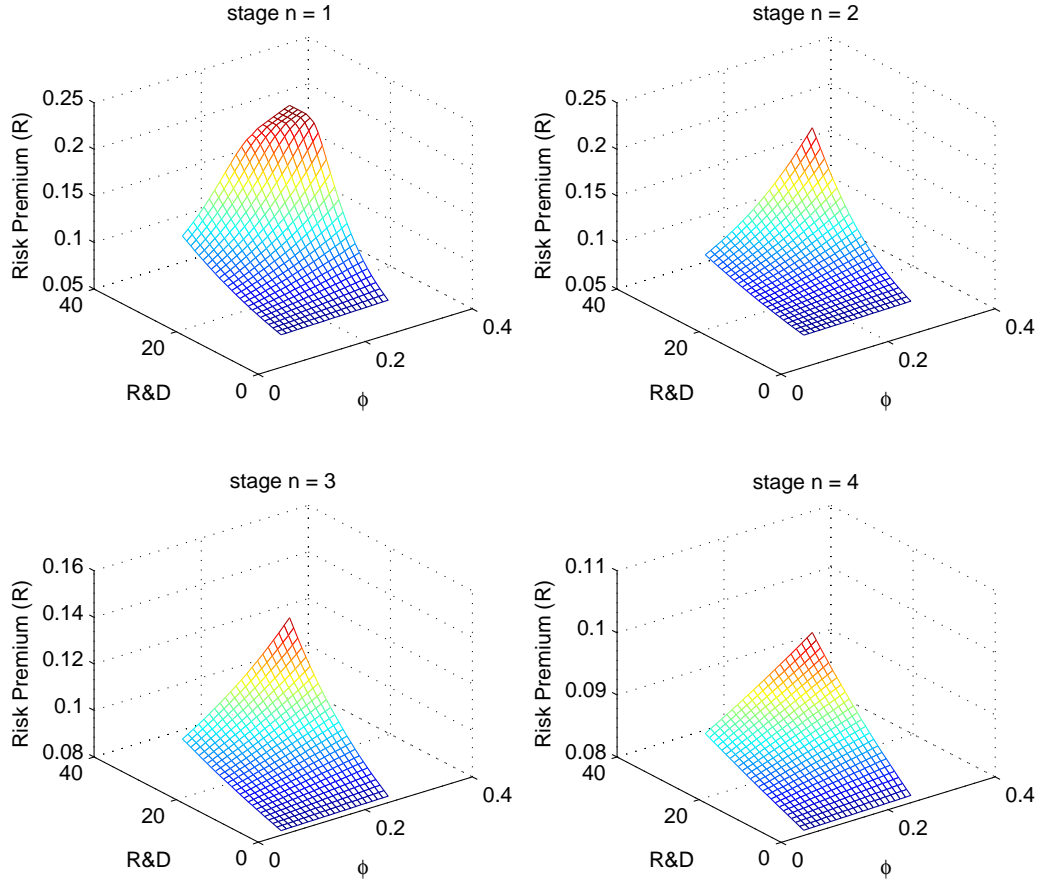 stage n = 1
0.25
0.2
0.15
0.1
0.05
Risk Premium (R)
40
20
0
R&D
0
0.2
0.4
ϕ
stage n = 2
0.25
0.2
0.15
0.1
0.05
Risk Premium (R)
40
20
0
R&D
0
0.2
0.4
ϕ
stage n = 3
0.16
0.14
0.12
0.1
0.08
Risk Premium (R)
40
20
0
R&D
0
0.2
0.4
ϕ
stage n = 4
0.11
0.1
0.09
0.08
Risk Premium (R)
40
20
0
R&D
0
0.2
0.4
ϕ